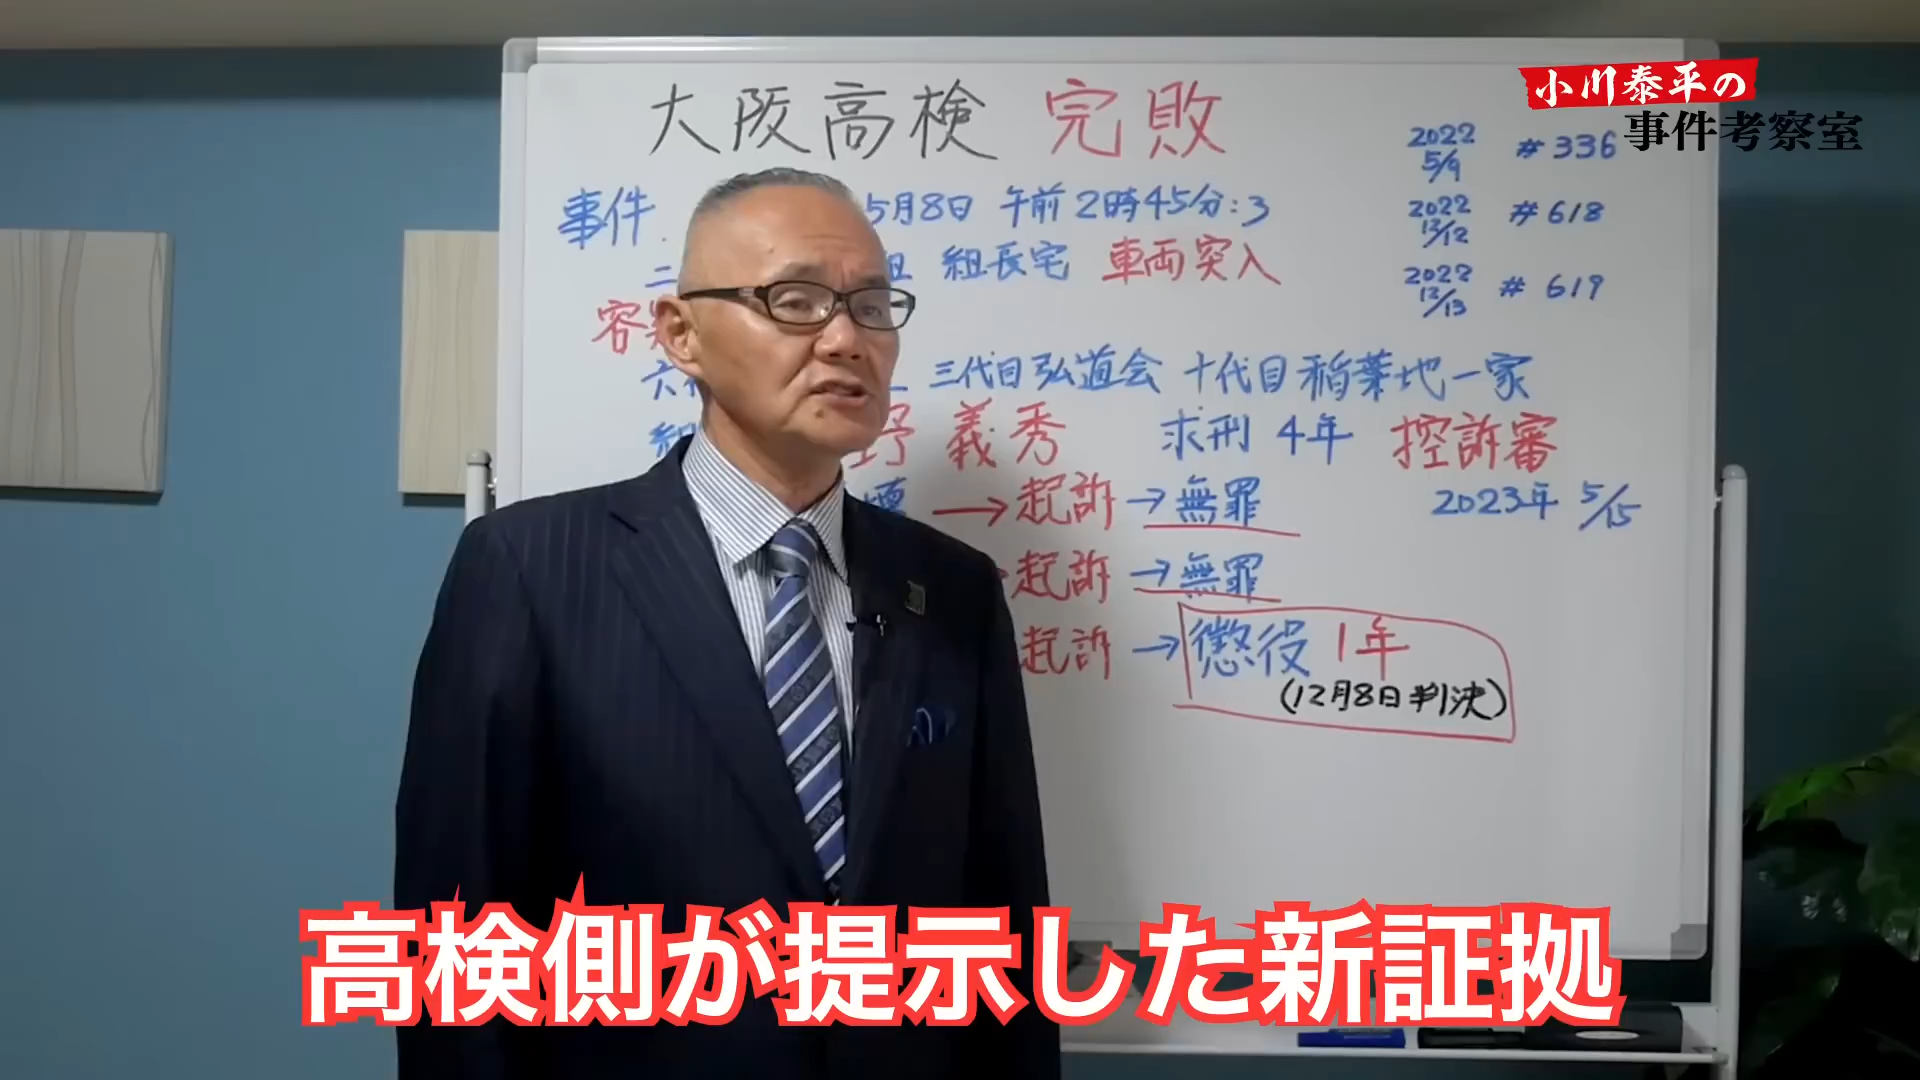 小川泰平の
事件考察室
大阪高検 完敗
2022
5/9 #336
事件 5月8日 午前2時45分:3
2022
12/12 #618
組長宅 車両突入
2022
12/13 #619
三代目弘道会 十代目稲葉地一家
野 義秀 求刑 4年 控訴審
→起訴→無罪 2023年 5/15
起訴→無罪
起訴→懲役 1年
(12月8日判決)
高検側が提示した新証拠